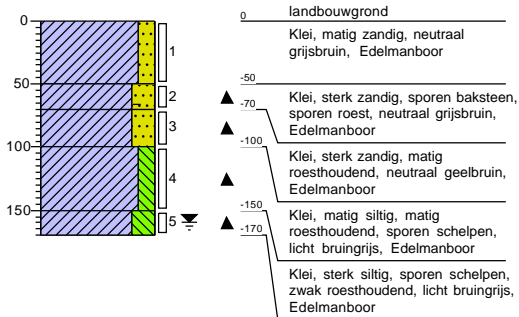 0
50
100
150
1
2
3
4
5
0
landbouwgrond
Klei, matig zandig, neutraal
grijsbruin, Edelmanboor
-50
Klei, sterk zandig, sporen baksteen,
sporen roest, neutraal grijsbruin,
Edelmanboor
-70
Klei, sterk zandig, matig
roesthoudend, neutraal geelbruin,
Edelmanboor
-100
Klei, matig siltig, matig
roesthoudend, sporen schelpen,
licht bruingrijs, Edelmanboor
-150
Klei, sterk siltig, sporen schelpen,
zwak roesthoudend, licht bruingrijs,
Edelmanboor
-170